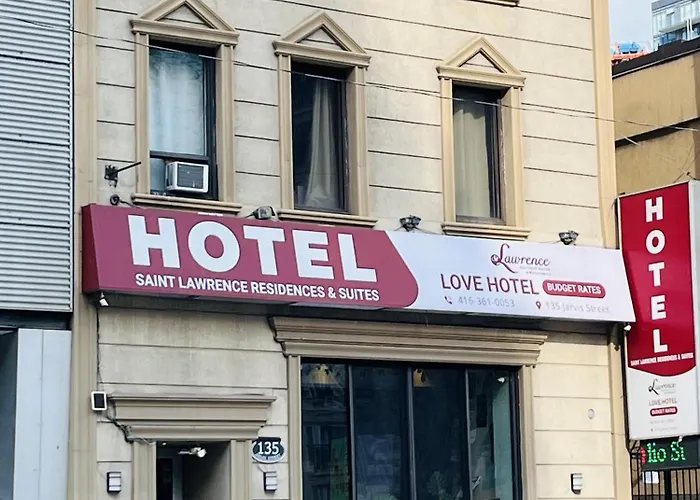 HOTEL
SAINT LAWRENCE RESIDENCES & SUITES
Lawrence
LOVE HOTEL BUDGET RATES
416-361-0053 135 Jarvis Street
135
HOTEL
SAINT LAWRENCE RESIDENCES & SUITES
Lawrence
LOVE HOTEL
BUDGET RATES